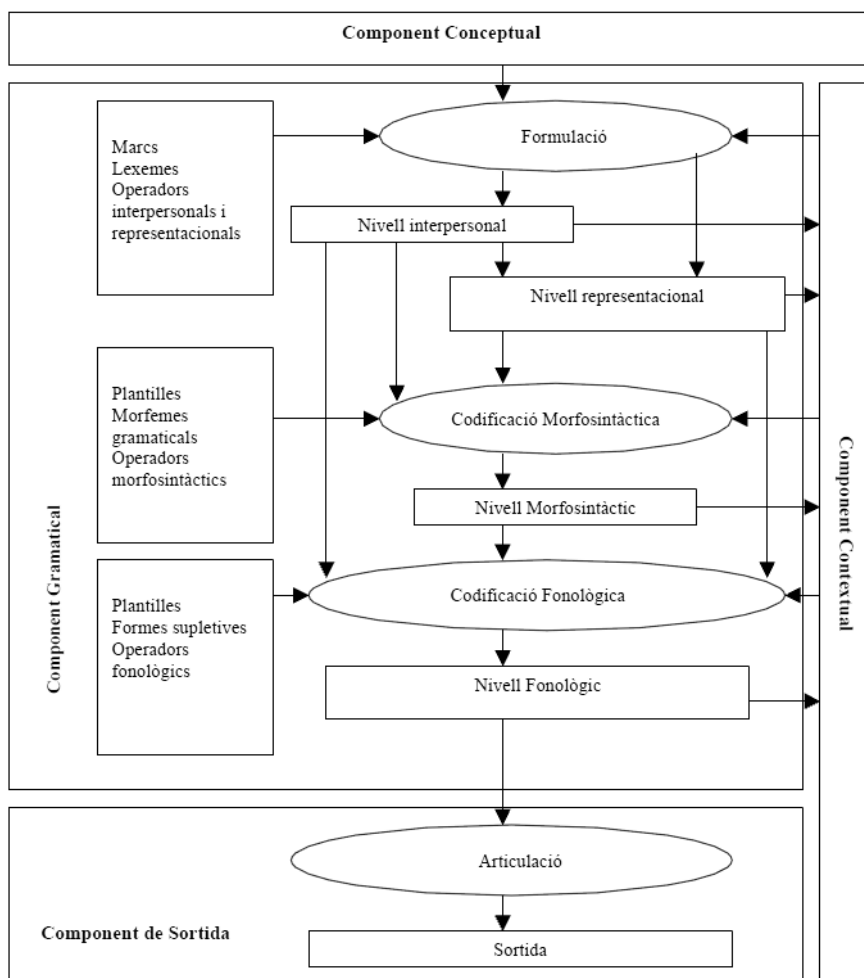 Component Conceptual
Formulació
Marcs
Lexemes
Operadors
interpersonals i
representacionals
Nivell interpersonal
Nivell representacional
Plantilles
Morfemes
gramaticals
Operadors
morfosintàctics
Codificació Morfosintàctica
Nivell Morfosintàctic
Component Gramatical
Component Contextual
Plantilles
Formes supletives
Operadors
fonològics
Codificació Fonològica
Nivell Fonològic
Articulació
Component de Sortida
Sortida